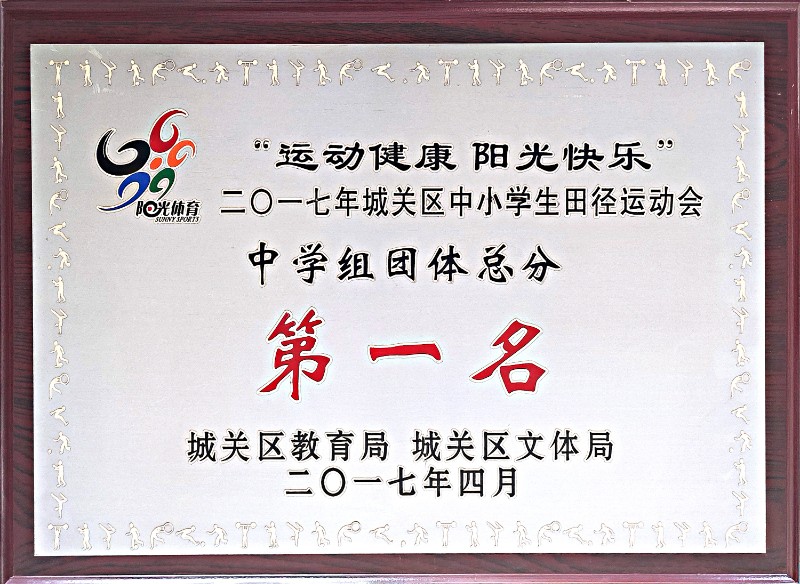 “运动健康 阳光快乐”
阳光体育
SUNNY SPORTS
二〇一七年城关区中小学生田径运动会
中学组团体总分
第一名
城关区教育局 城关区文体局
二〇一七年四月